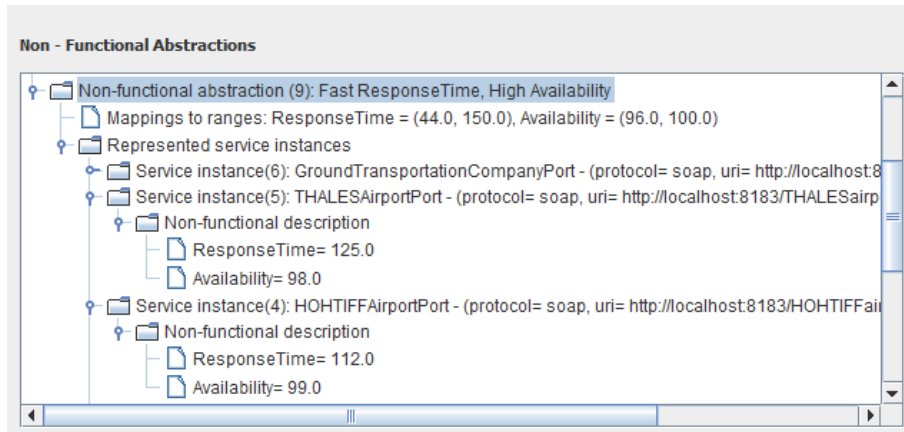 Non - Functional Abstractions
Non-functional abstraction (9): Fast ResponseTime, High Availability
Mappings to ranges: ResponseTime = (44.0, 150.0), Availability = (96.0, 100.0)
Represented service instances
Service instance(6): GroundTransportationCompanyPort - (protocol= soap, uri= http://localhost:8
Service instance(5): THALESAirportPort - (protocol= soap, uri= http://localhost:8183/THALESairp
Non-functional description
ResponseTime= 125.0
Availability= 98.0
Service instance(4): HOHTIFFAirportPort - (protocol= soap, uri= http://localhost:8183/HOHTIFFair
Non-functional description
ResponseTime= 112.0
Availability= 99.0